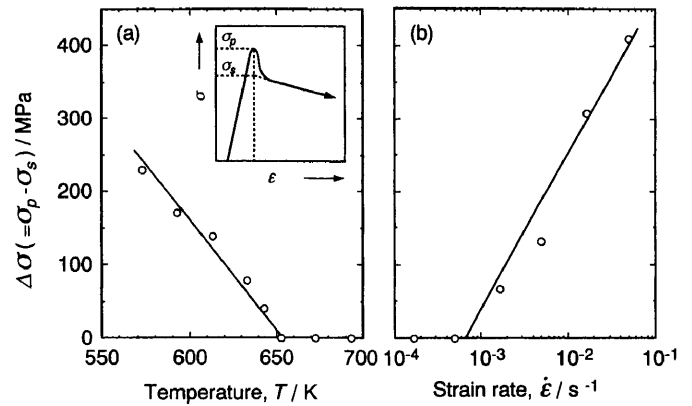 (a)
(b)
σp
σs
σ
ε
400
300
200
100
0
Δσ(=σp-σs) / MPa
550 600 650 700
10-4 10-3 10-2 10-1
Temperature, T / K
Strain rate, ε̇ / s -1